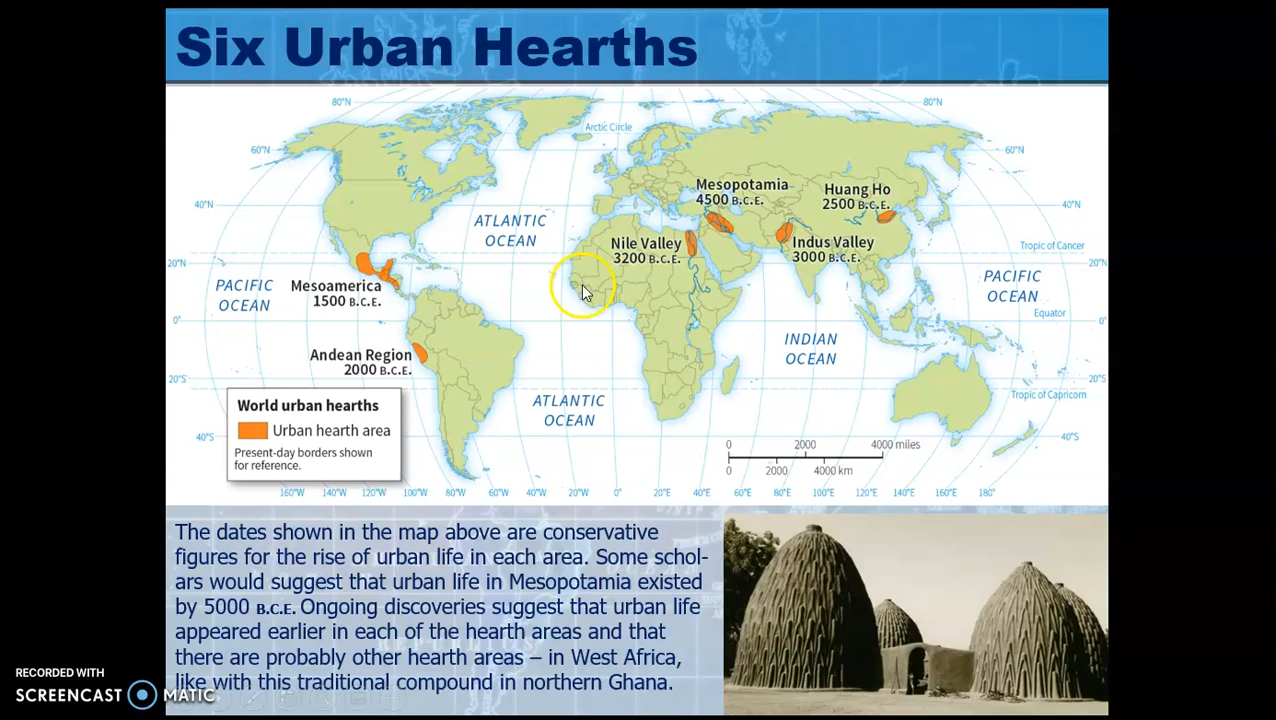 Six Urban Hearths
80°N
80°N
Arctic Circle
60°N
60°N
Mesopotamia
4500 B.C.E.
Huang Ho
2500 B.C.E.
40°N
40°N
ATLANTIC
OCEAN
Nile Valley
3200 B.C.E.
Indus Valley
3000 B.C.E.
Tropic of Cancer
20°N
20°N
PACIFIC
OCEAN
Mesoamerica
1500 B.C.E.
PACIFIC
OCEAN
Equator
0°
0°
INDIAN
OCEAN
Andean Region
2000 B.C.E.
20°S
20°S
Tropic of Capricorn
ATLANTIC
OCEAN
World urban hearths
Urban hearth area
Present-day borders shown
for reference.
40°S
40°S
0 2000 4000 miles
0 2000 4000 km
160°W 140°W 120°W 100°W 80°W 60°W 40°W 20°W 0° 20°E 40°E 60°E 80°E 100°E 120°E 140°E 160°E 180°
The dates shown in the map above are conservative
figures for the rise of urban life in each area. Some schol-
ars would suggest that urban life in Mesopotamia existed
by 5000 B.C.E. Ongoing discoveries suggest that urban life
appeared earlier in each of the hearth areas and that
there are probably other hearth areas – in West Africa,
like with this traditional compound in northern Ghana.
RECORDED WITH
SCREENCAST MATIC